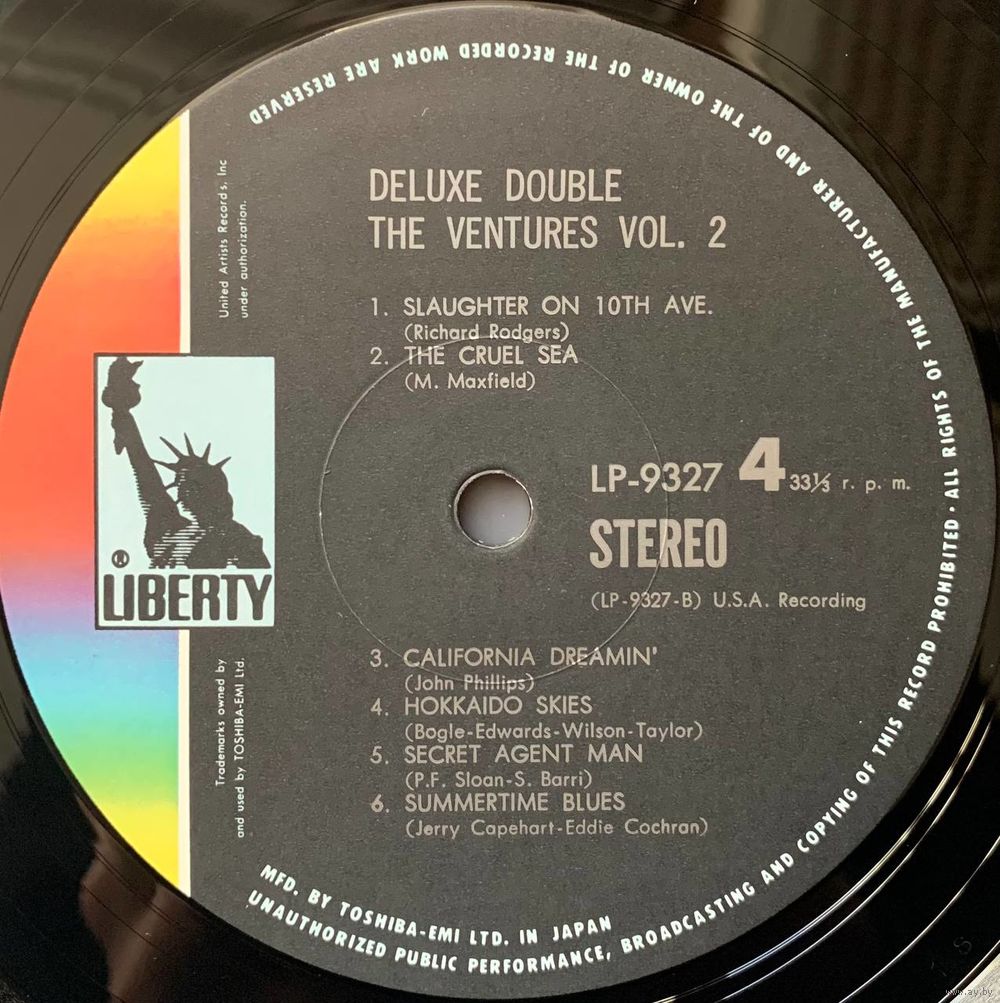 DELUXE DOUBLE
THE VENTURES VOL. 2
1. SLAUGHTER ON 10TH AVE.
(Richard Rodgers)
2. THE CRUEL SEA
(M. Maxfield)
LP-9327 4 33⅓ r. p. m.
STEREO
(LP-9327-B) U.S.A. Recording
3. CALIFORNIA DREAMIN'
(John Phillips)
4. HOKKAIDO SKIES
(Bogle-Edwards-Wilson-Taylor)
5. SECRET AGENT MAN
(P.F. Sloan-S. Barri)
6. SUMMERTIME BLUES
(Jerry Capehart-Eddie Cochran)
United Artists Records, Inc
under authorization.
LIBERTY
Trademarks owned by
and used by TOSHIBA-EMI Ltd.
MFD. BY TOSHIBA-EMI LTD. IN JAPAN
UNAUTHORIZED PUBLIC PERFORMANCE, BROADCASTING AND COPYING OF THIS RECORD PROHIBITED · ALL RIGHTS OF THE MANUFACTURER AND OF THE OWNER OF THE RECORDED WORK ARE RESERVED
www.ay.by